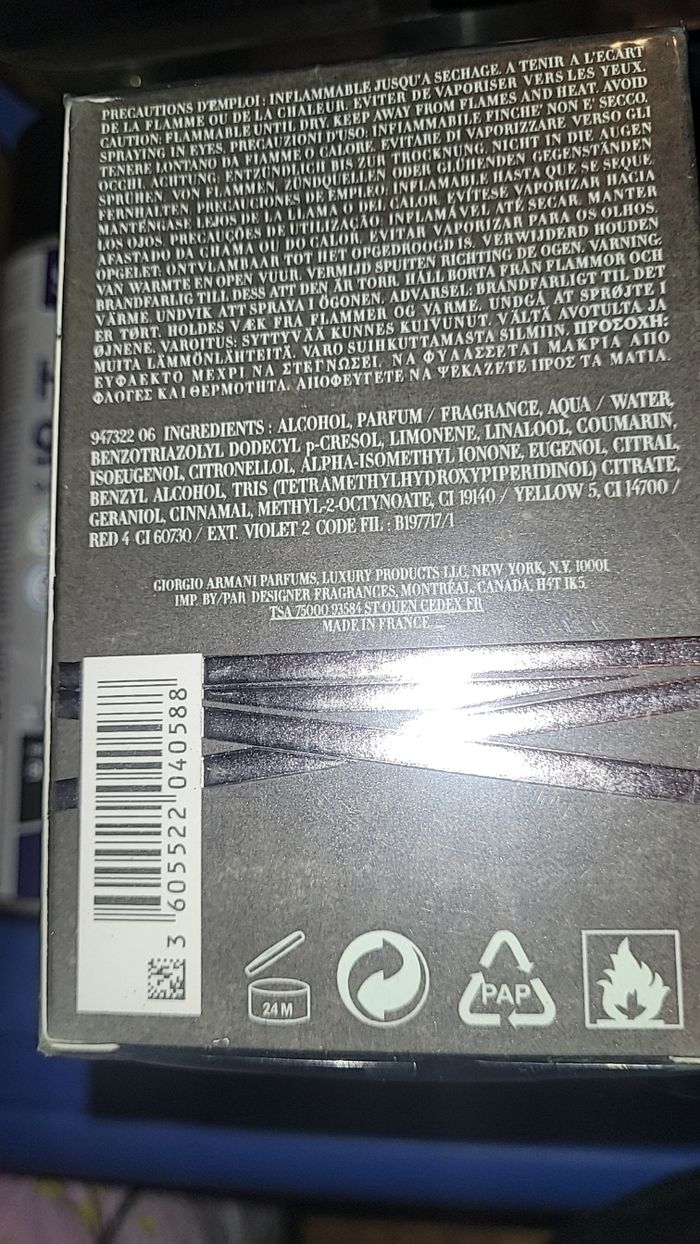 PRECAUTIONS D'EMPLOI : INFLAMMABLE JUSQU'A SECHAGE. A TENIR A L'ECART
DE LA FLAMME OU DE LA CHALEUR. EVITER DE VAPORISER VERS LES YEUX.
CAUTION: FLAMMABLE UNTIL DRY. KEEP AWAY FROM FLAMES AND HEAT. AVOID
SPRAYING IN EYES. PRECAUZIONI D'USO: INFIAMMABILE FINCHE' NON E' SECCO.
TENERE LONTANO DA FIAMME O CALORE. EVITARE DI VAPORIZZARE VERSO GLI
OCCHI. ACHTUNG: ENTZÜNDLICH BIS ZUR TROCKNUNG. NICHT IN DIE AUGEN
SPRÜHEN. VON FLAMMEN, ZÜNDQUELLEN ODER GLÜHENDEN GEGENSTÄNDEN
FERNHALTEN. PRECAUCIONES DE EMPLEO: INFLAMABLE HASTA QUE SE SEQUE.
MANTÉNGASE LEJOS DE LA LLAMA O DEL CALOR. EVÍTESE VAPORIZAR HACIA
LOS OJOS. PRECAUÇÕES DE UTILIZAÇÃO: INFLAMÁVEL ATÉ SECAR. MANTER
AFASTADO DA CHAMA OU DO CALOR. EVITAR VAPORIZAR PARA OS OLHOS.
OPGELET: ONTVLAMBAAR TOT HET OPGEDROOGD IS. VERWIJDERD HOUDEN
VAN WARMTE EN OPEN VUUR. VERMIJD SPUITEN RICHTING DE OGEN. VARNING:
BRANDFARLIG TILL DESS ATT DEN ÄR TORR. HÅLL BORTA FRÅN FLAMMOR OCH
VÄRME. UNDVIK ATT SPRAYA I ÖGONEN. ADVARSEL: BRANDFARLIGT TIL DET
ER TØRT. HOLDES VÆK FRA FLAMMER OG VARME. UNDGÅ AT SPRØJTE I
ØJNENE. VAROITUS: SYTTYVÄÄ KUNNES KUIVUNUT. VÄLTÄ AVOTULTA JA
MUITA LÄMMÖNLÄHTEITÄ. VARO SUIHKUTTAMASTA SILMIIN. ΠΡΟΣΟΧΗ:
ΕΥΦΛΕΚΤΟ ΜΕΧΡΙ ΝΑ ΣΤΕΓΝΩΣΕΙ. ΝΑ ΦΥΛΑΣΣΕΤΑΙ ΜΑΚΡΙΑ ΑΠΟ
ΦΛΟΓΕΣ ΚΑΙ ΘΕΡΜΟΤΗΤΑ. ΑΠΟΦΕΥΓΕΤΕ ΝΑ ΨΕΚΑΖΕΤΕ ΠΡΟΣ ΤΑ ΜΑΤΙΑ.
947322 06 INGREDIENTS : ALCOHOL, PARFUM / FRAGRANCE, AQUA / WATER,
BENZOTRIAZOLYL DODECYL p-CRESOL, LIMONENE, LINALOOL, COUMARIN,
ISOEUGENOL, CITRONELLOL, ALPHA-ISOMETHYL IONONE, EUGENOL, CITRAL,
BENZYL ALCOHOL, TRIS (TETRAMETHYLHYDROXYPIPERIDINOL) CITRATE,
GERANIOL, CINNAMAL, METHYL-2-OCTYNOATE, CI 19140 / YELLOW 5, CI 14700 /
RED 4 CI 60730 / EXT. VIOLET 2 CODE FIL : B197717/1
GIORGIO ARMANI PARFUMS, LUXURY PRODUCTS LLC, NEW YORK, N.Y. 10001,
IMP. BY/PAR DESIGNER FRAGRANCES, MONTRÉAL, CANADA, H4T 1K5.
TSA 75000 93584 ST OUEN CEDEX FR
MADE IN FRANCE
3 605522 040588
24 M
PAP